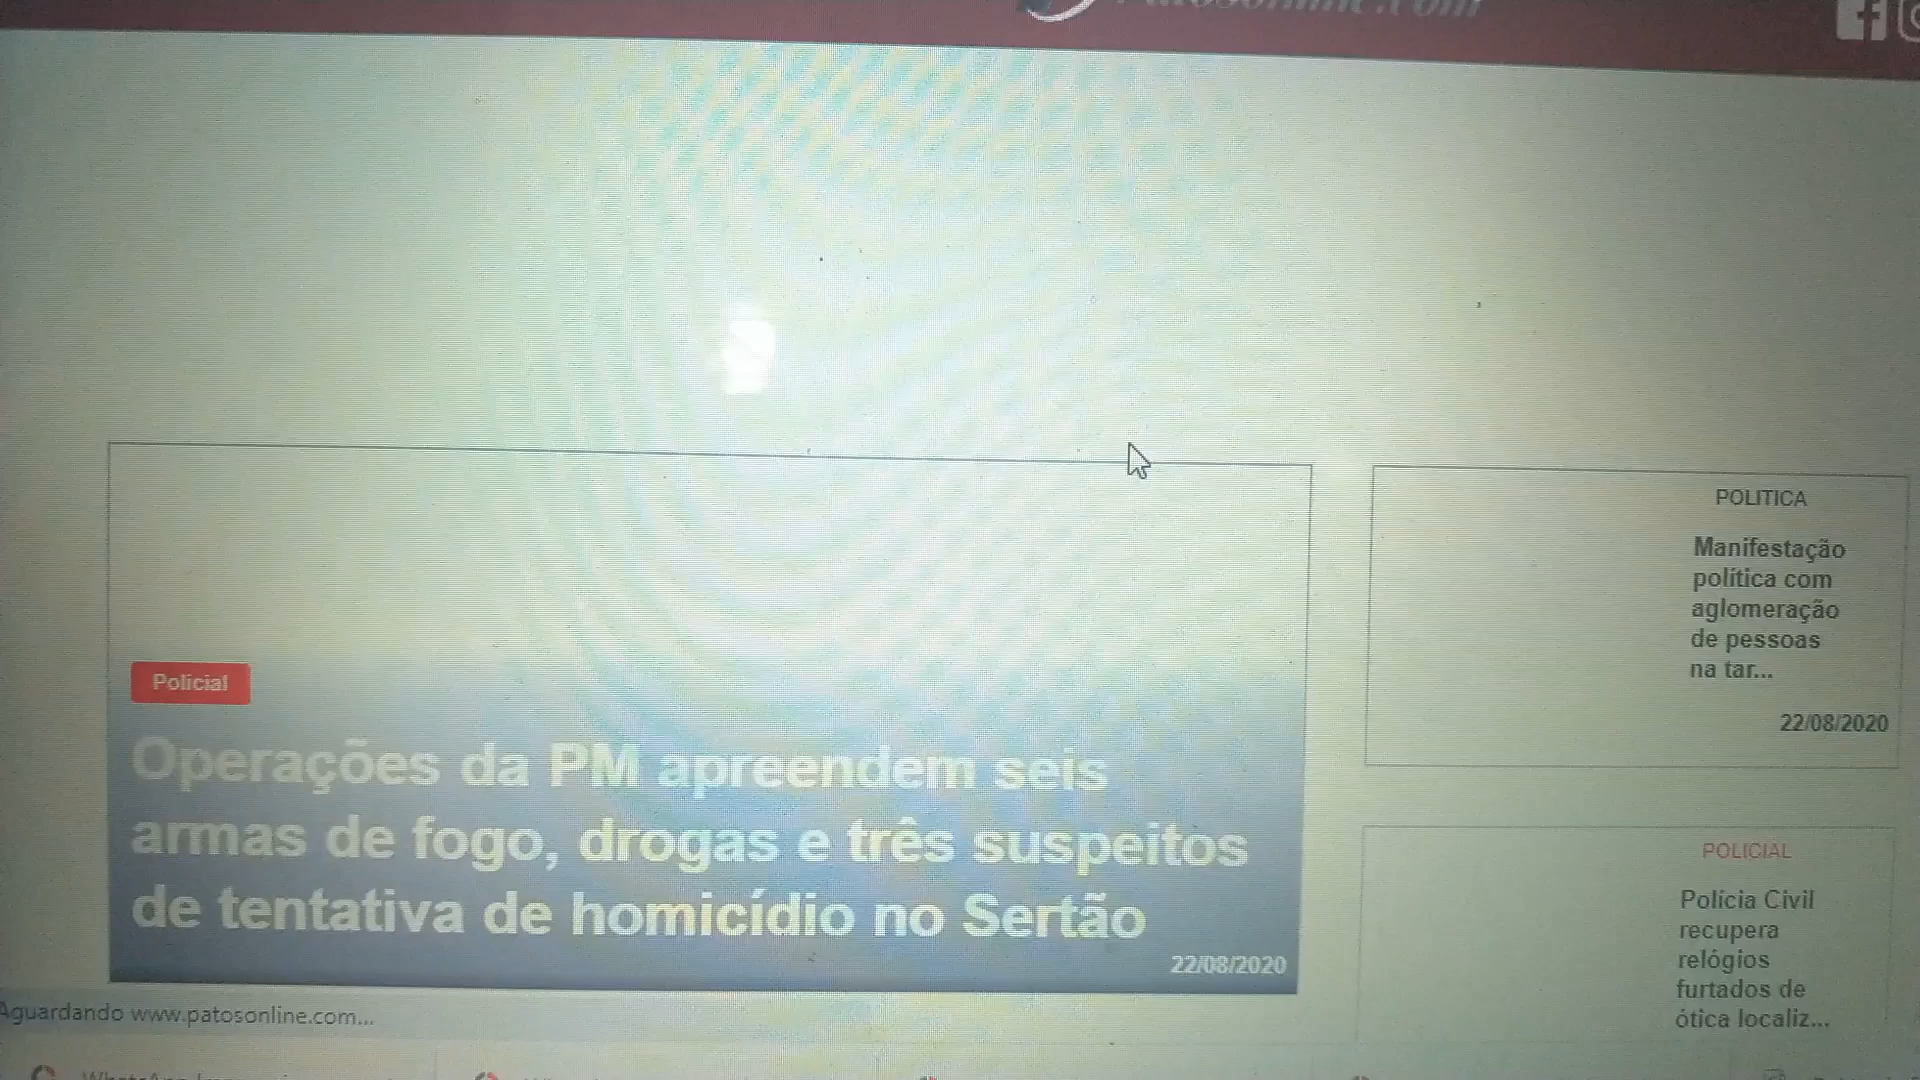 Policial
Operações da PM apreendem seis
armas de fogo, drogas e três suspeitos
de tentativa de homicídio no Sertão
22/08/2020
POLITICA
Manifestação
política com
aglomeração
de pessoas
na tar...
22/08/2020
POLICIAL
Polícia Civil
recupera
relógios
furtados de
ótica localiz...
Aguardando www.patosonline.com...